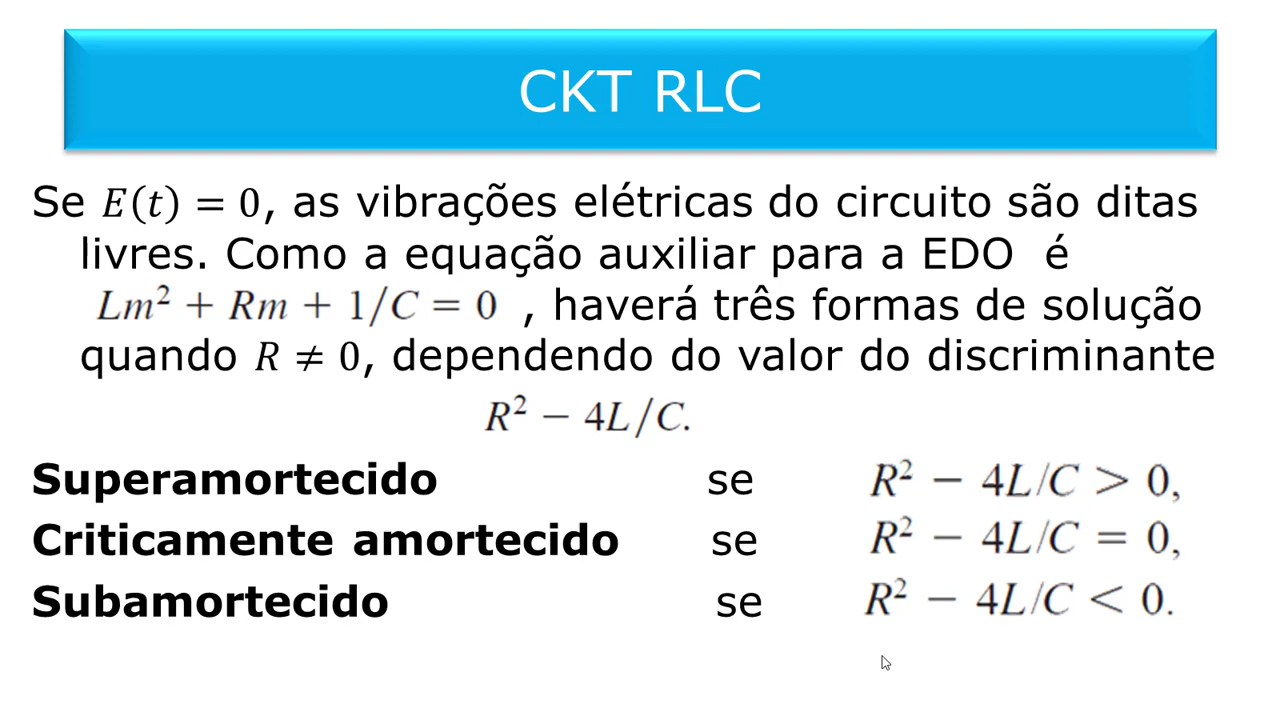 CKT RLC
Se E(t) = 0, as vibrações elétricas do circuito são ditas
livres. Como a equação auxiliar para a EDO é
Lm² + Rm + 1/C = 0 , haverá três formas de solução
quando R ≠ 0, dependendo do valor do discriminante
R² − 4L/C.
Superamortecido se R² − 4L/C > 0,
Criticamente amortecido se R² − 4L/C = 0,
Subamortecido se R² − 4L/C < 0.